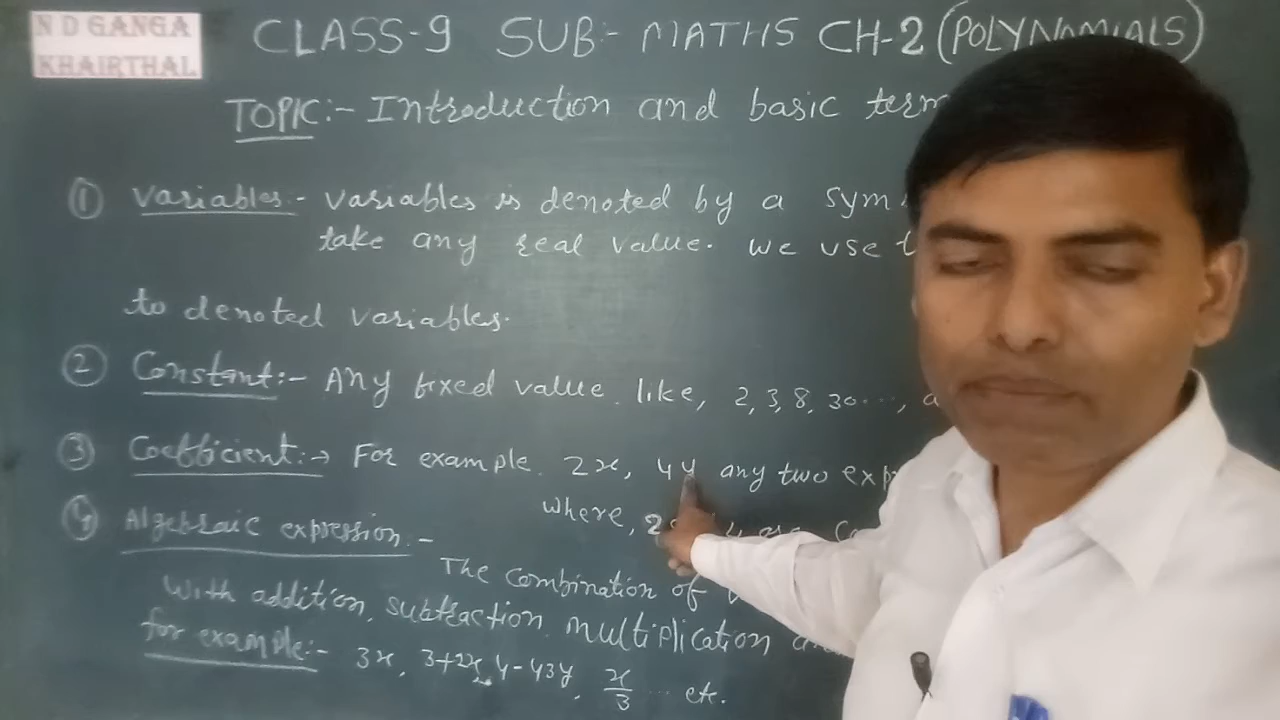 N D GANGA
KHAIRTHAL
CLASS-9 SUB:- MATHS CH-2 (POLYNOMIALS)
TOPIC:- Introduction and basic term
① Variables:- variables is denoted by a sym
take any real value. We use
to denoted variables.
② Constant:- Any fixed value like, 2, 3, 8, 30...,
③ Coefficient:→ For example. 2x, 4y any two exp
where, 2 4 are
④ Algebraic expression:-
The combination of
With addition, subtraction, multiplication
for example:- 3x, 3+2x, 4-43y, x/3 ... etc.